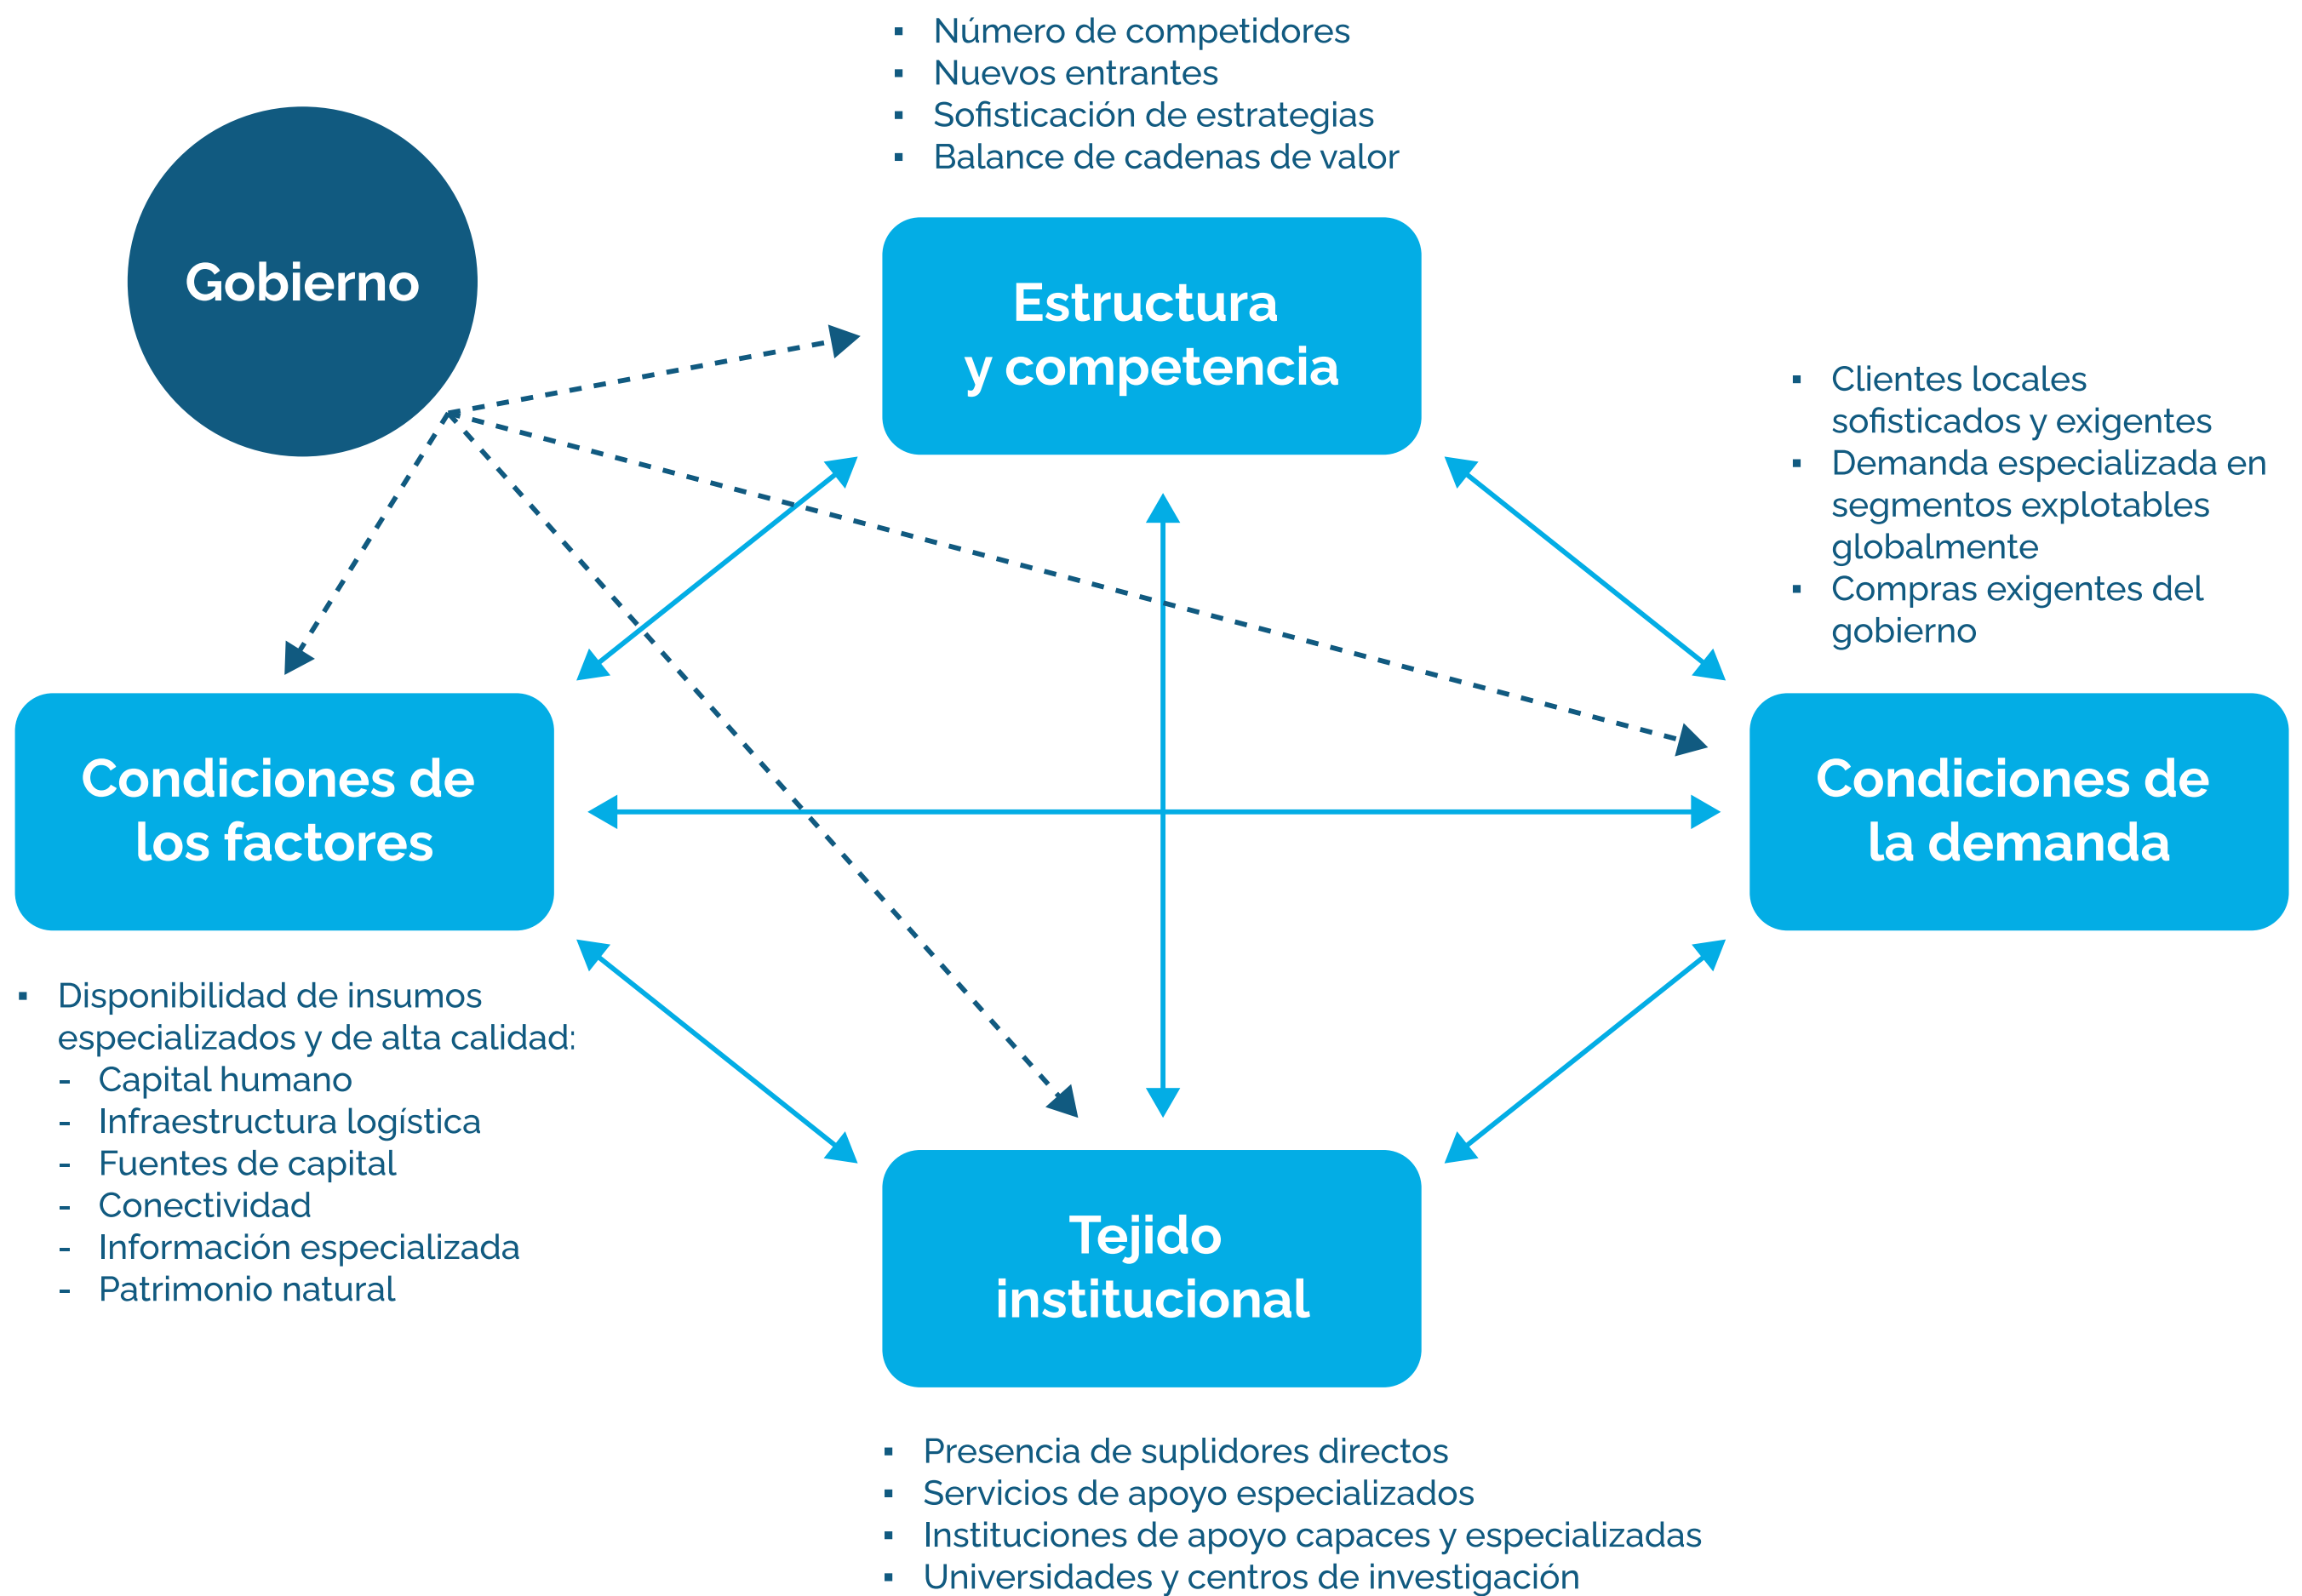 ▪ Número de competidores
▪ Nuevos entrantes
▪ Sofisticación de estrategias
▪ Balance de cadenas de valor
Gobierno
Estructura
y competencia
▪ Clientes locales
sofisticados y exigentes
▪ Demanda especializada en
segmentos explotables
globalmente
▪ Compras exigentes del
gobierno
Condiciones de
los factores
Condiciones de
la demanda
▪ Disponibilidad de insumos
especializados y de alta calidad:
- Capital humano
- Infraestructura logística
- Fuentes de capital
- Conectividad
- Información especializada
- Patrimonio natural
Tejido
institucional
▪ Presencia de suplidores directos
▪ Servicios de apoyo especializados
▪ Instituciones de apoyo capaces y especializadas
▪ Universidades y centros de investigación